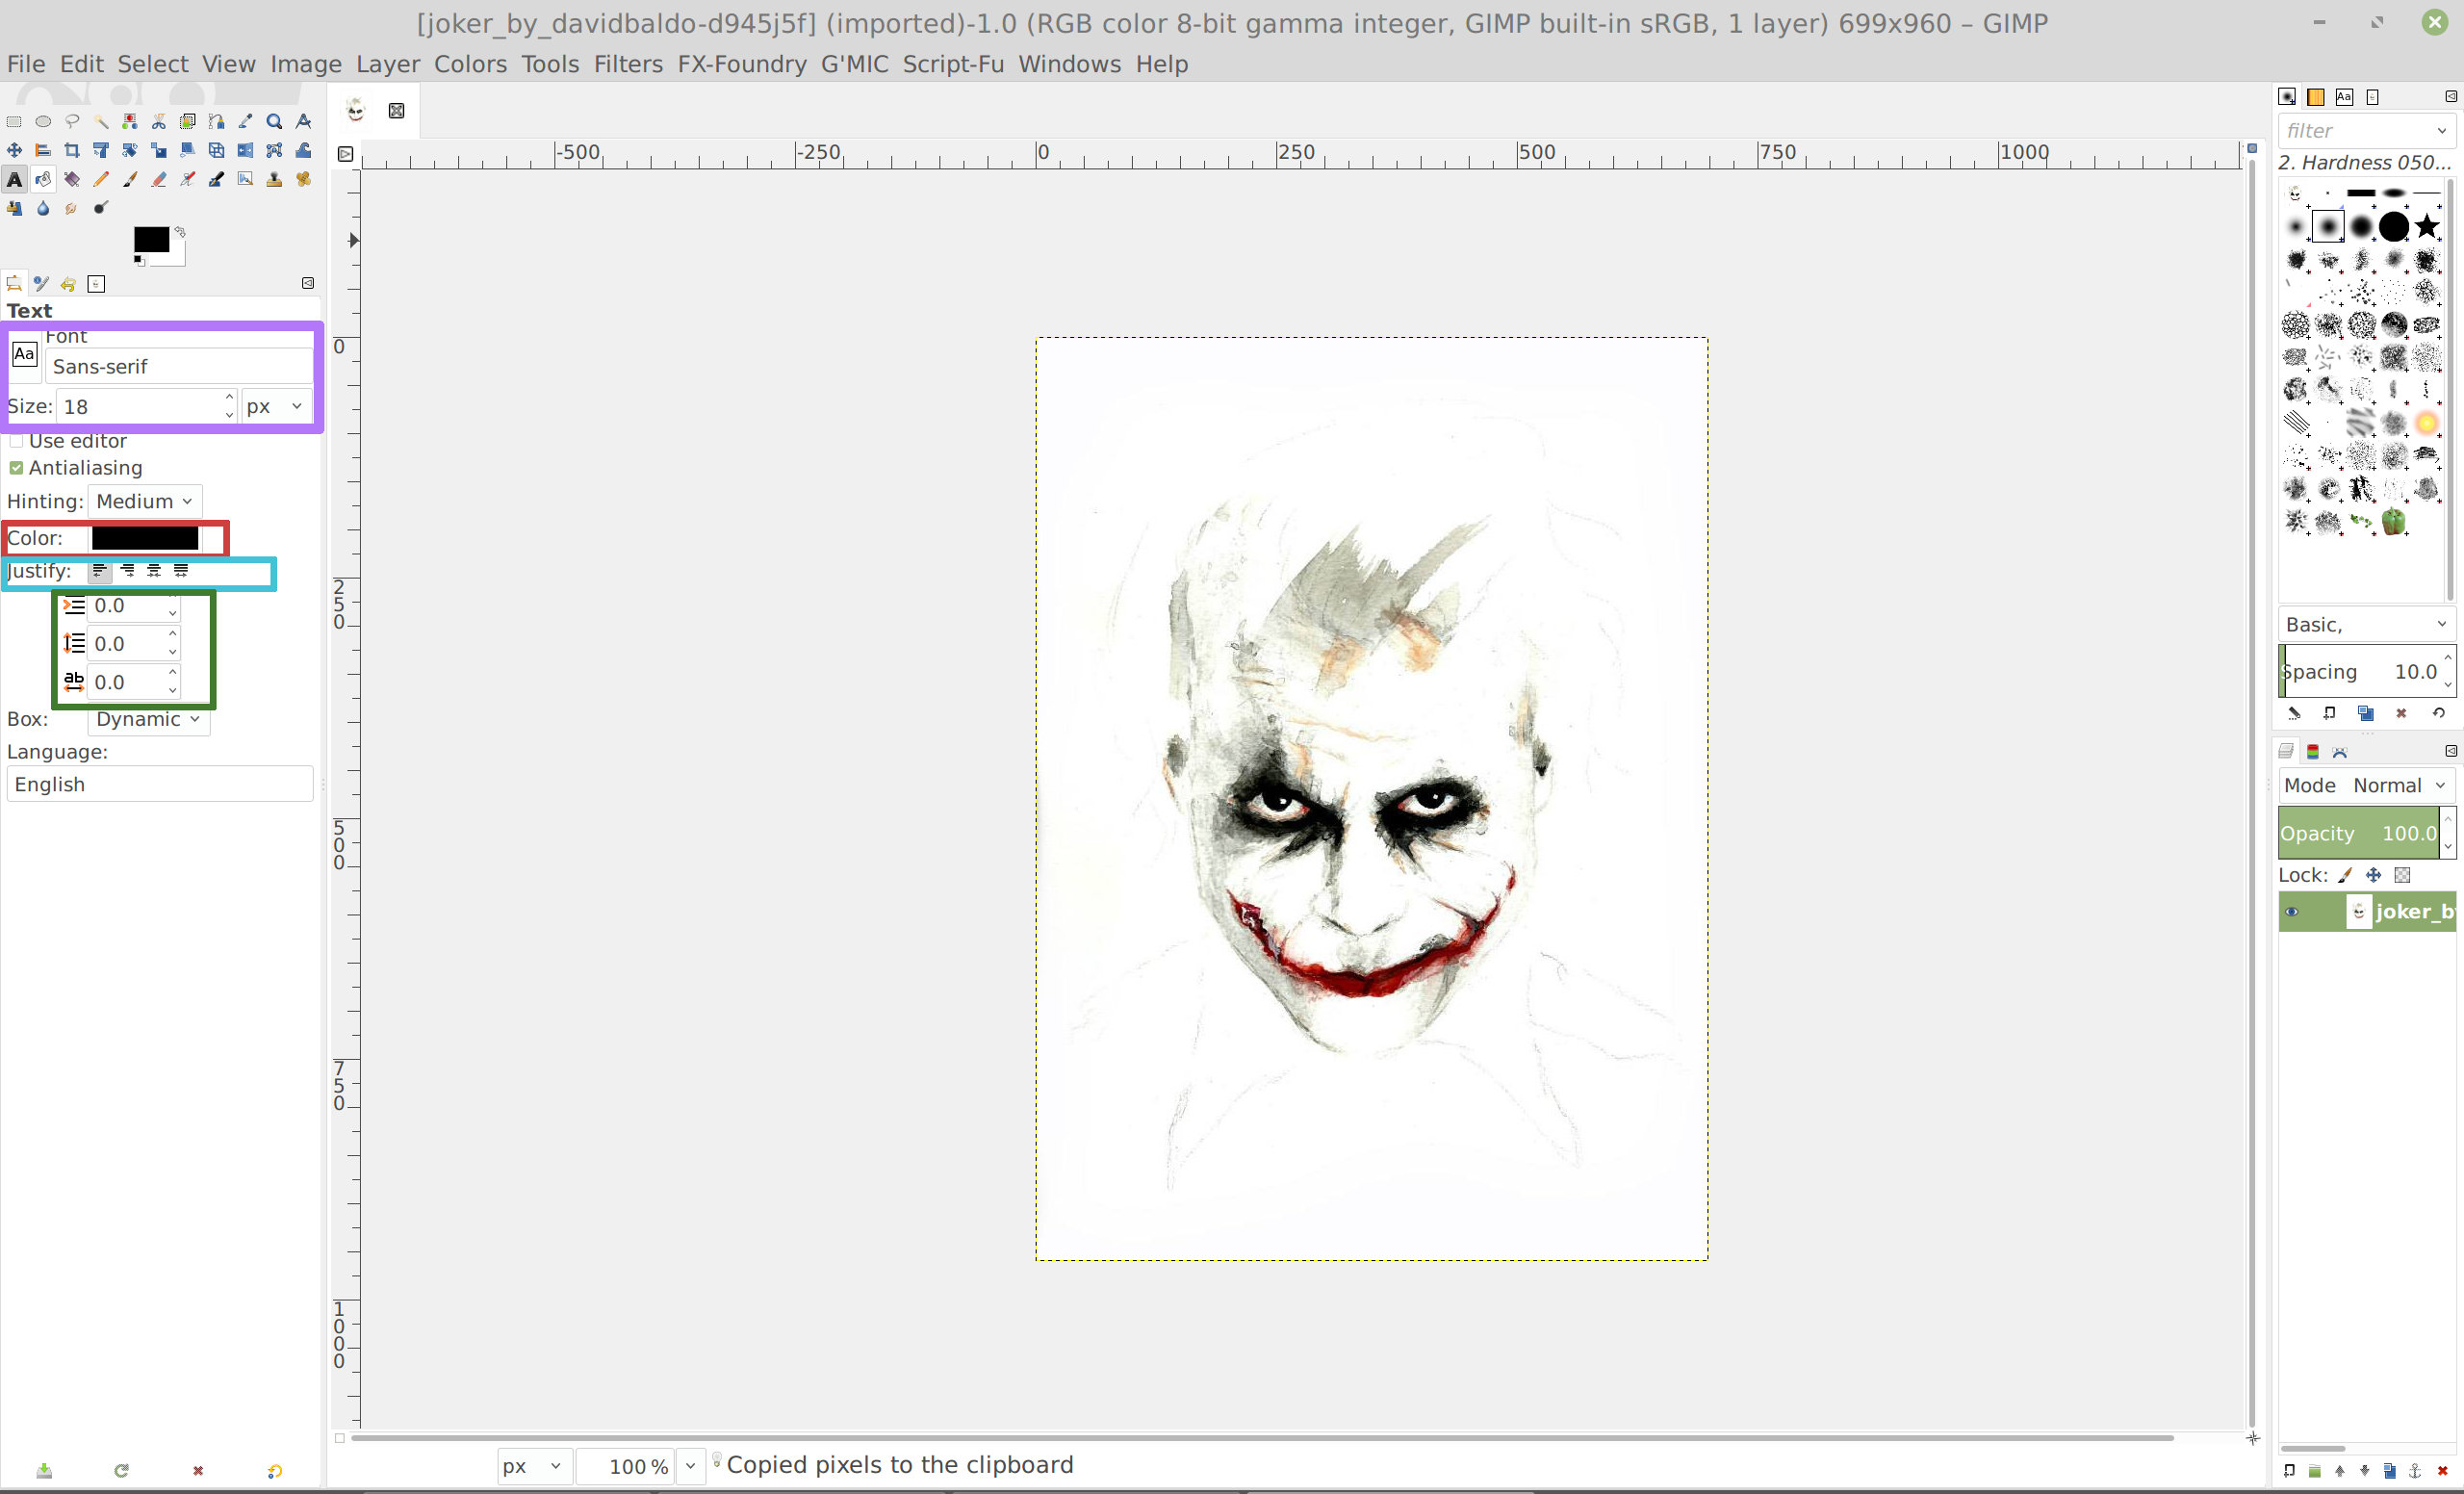 [joker_by_davidbaldo-d945j5f] (imported)-1.0 (RGB color 8-bit gamma integer, GIMP built-in sRGB, 1 layer) 699x960 – GIMP
File Edit Select View Image Layer Colors Tools Filters FX-Foundry G'MIC Script-Fu Windows Help
-500 -250 0 250 500 750 1000
filter
2. Hardness 050...
Text
Font
Aa
Sans-serif
Size: 18 px
Use editor
Antialiasing
Hinting: Medium
Color:
Justify:
0.0
0.0
ab 0.0
Box: Dynamic
Language:
English
0
250
500
750
1000
Basic,
Spacing 10.0
Mode Normal
Opacity 100.0
Lock:
joker_b
px 100 % Copied pixels to the clipboard